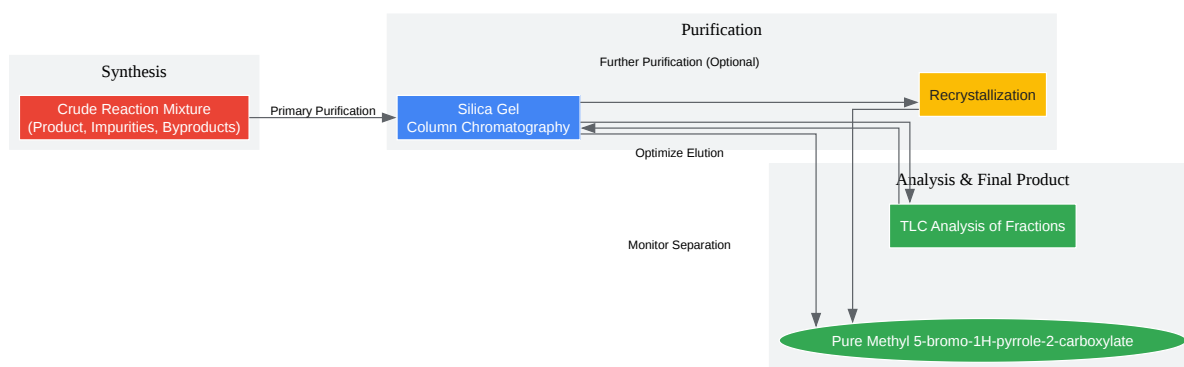 Purification
Further Purification (Optional)
Synthesis
Crude Reaction Mixture
(Product, Impurities, Byproducts)
Primary Purification
Silica Gel
Column Chromatography
Recrystallization
Optimize Elution
Analysis & Final Product
TLC Analysis of Fractions
Monitor Separation
Pure Methyl 5-bromo-1H-pyrrole-2-carboxylate